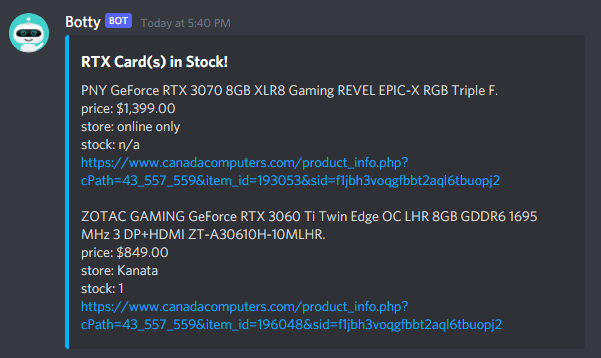 Botty BOT Today at 5:40 PM
RTX Card(s) in Stock!
PNY GeForce RTX 3070 8GB XLR8 Gaming REVEL EPIC-X RGB Triple F.
price: $1,399.00
store: online only
stock: n/a
https://www.canadacomputers.com/product_info.php?
cPath=43_557_559&item_id=193053&sid=f1jbh3voqgfbbt2aql6tbuopj2
ZOTAC GAMING GeForce RTX 3060 Ti Twin Edge OC LHR 8GB GDDR6 1695
MHz 3 DP+HDMI ZT-A30610H-10MLHR.
price: $849.00
store: Kanata
stock: 1
https://www.canadacomputers.com/product_info.php?
cPath=43_557_559&item_id=196048&sid=f1jbh3voqgfbbt2aql6tbuopj2